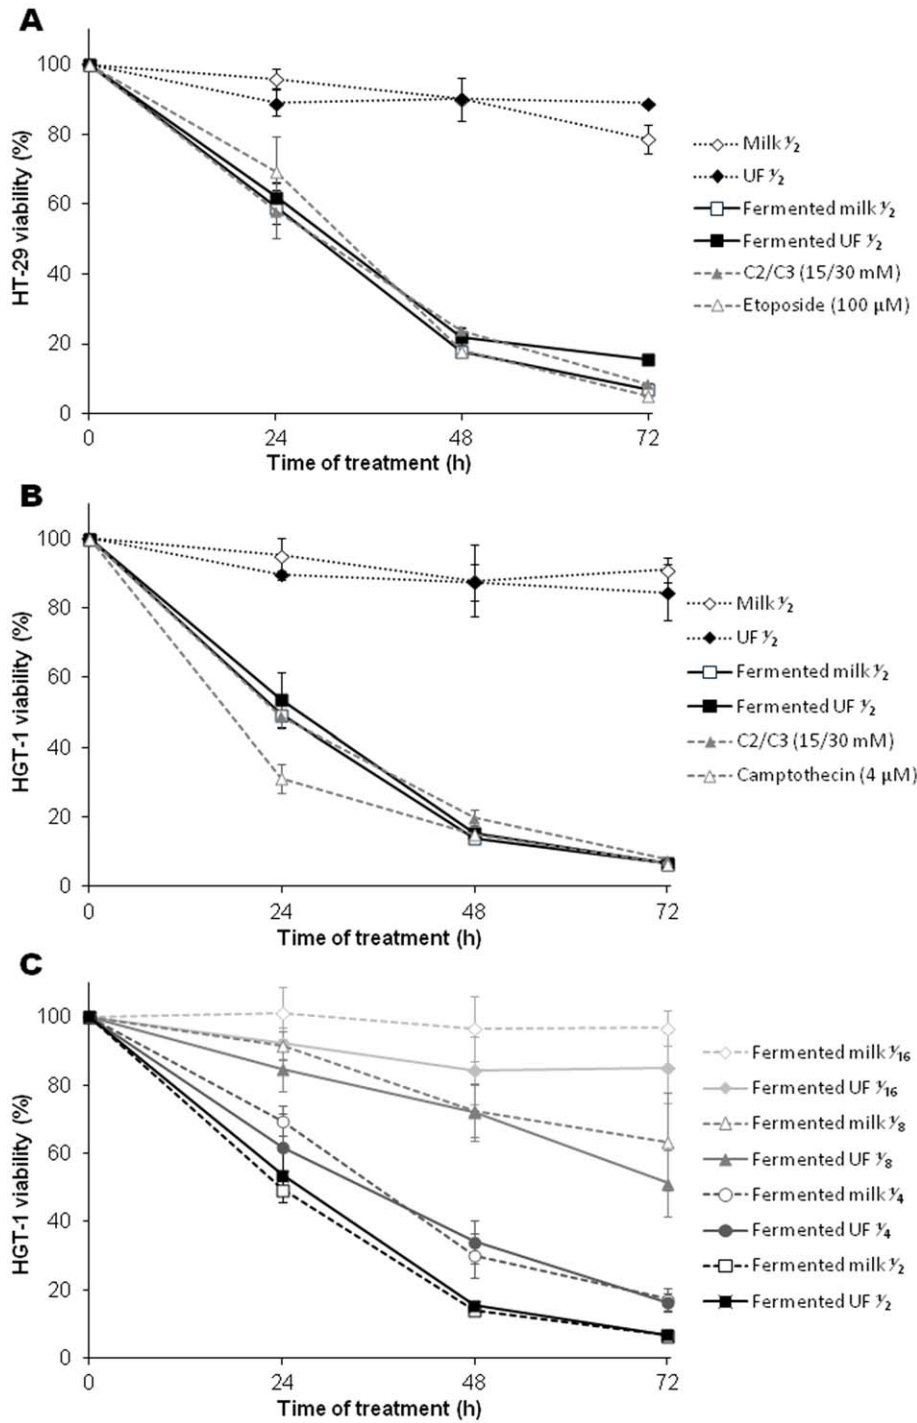 A
HT-29 viability (%)
100
80
60
40
20
0
0 24 48 72
Time of treatment (h)
Milk ½
UF ½
Fermented milk ½
Fermented UF ½
C2/C3 (15/30 mM)
Etoposide (100 µM)
B
HGT-1 viability (%)
100
80
60
40
20
0
0 24 48 72
Time of treatment (h)
Milk ½
UF ½
Fermented milk ½
Fermented UF ½
C2/C3 (15/30 mM)
Camptothecin (4 µM)
C
HGT-1 viability (%)
100
80
60
40
20
0
0 24 48 72
Time of treatment (h)
Fermented milk ¹⁄₁₆
Fermented UF ¹⁄₁₆
Fermented milk ⅛
Fermented UF ⅛
Fermented milk ¼
Fermented UF ¼
Fermented milk ½
Fermented UF ½